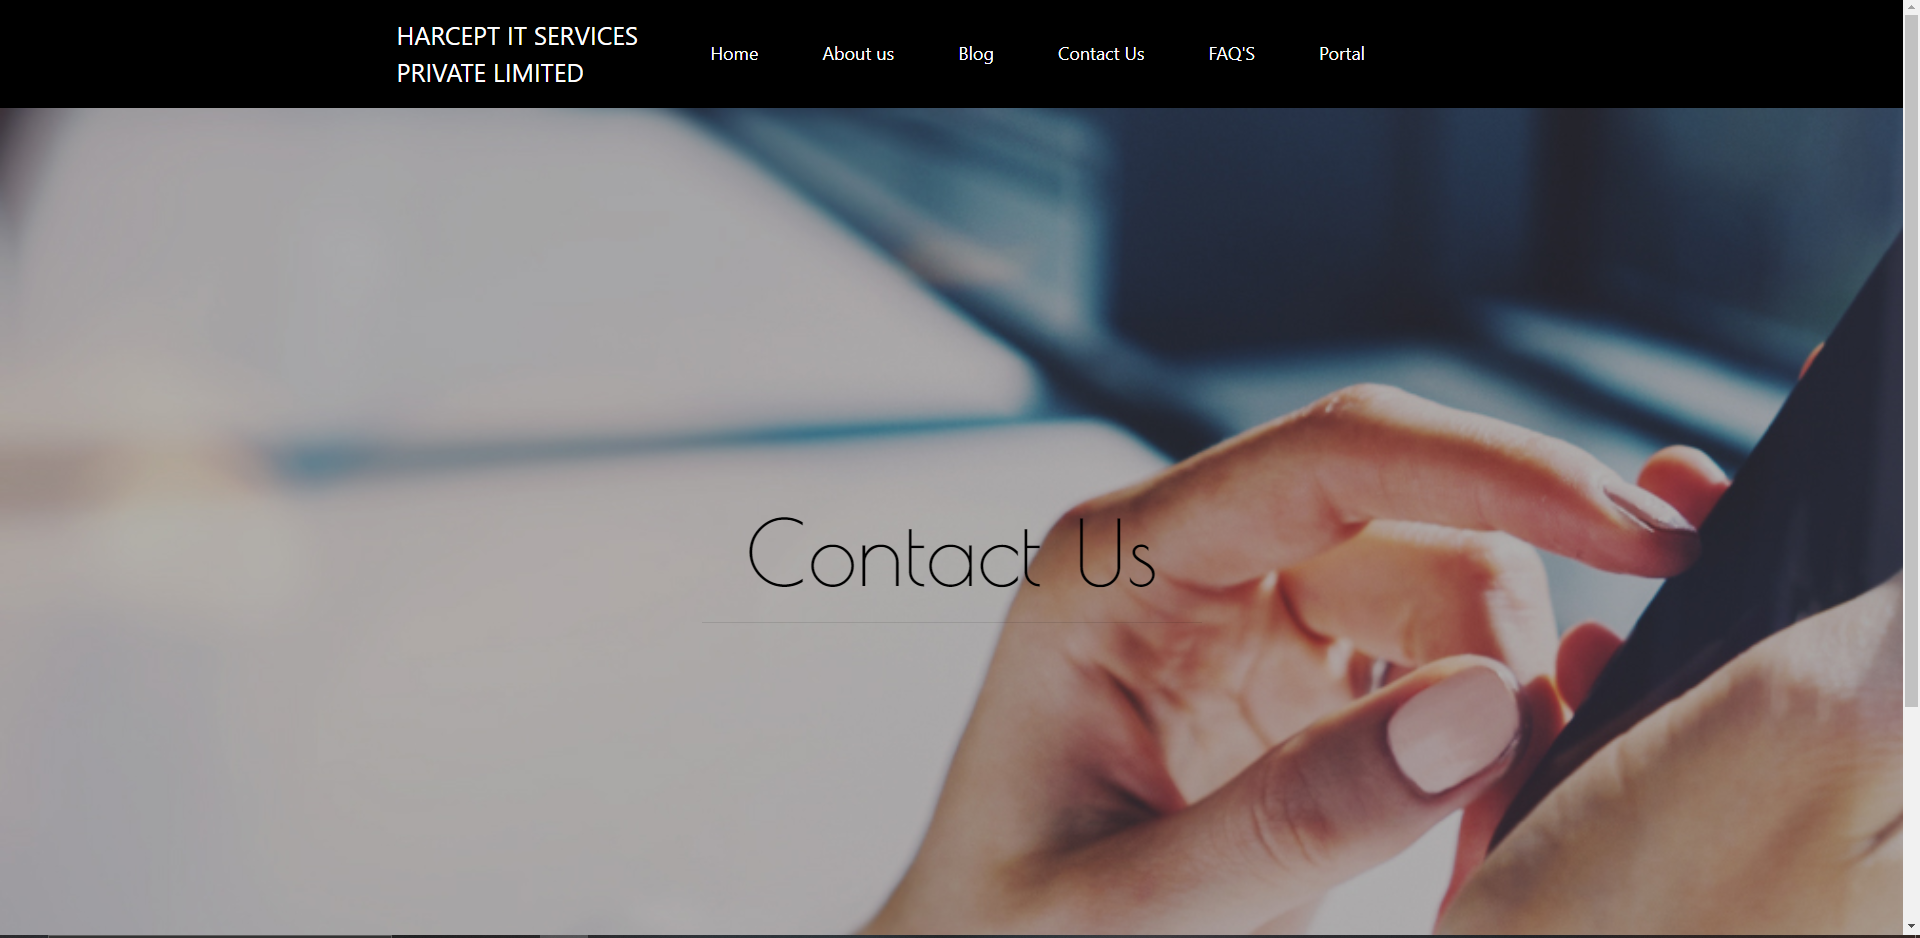 HARCEPT IT SERVICES
PRIVATE LIMITED
Home About us Blog Contact Us FAQ'S Portal
Contact Us